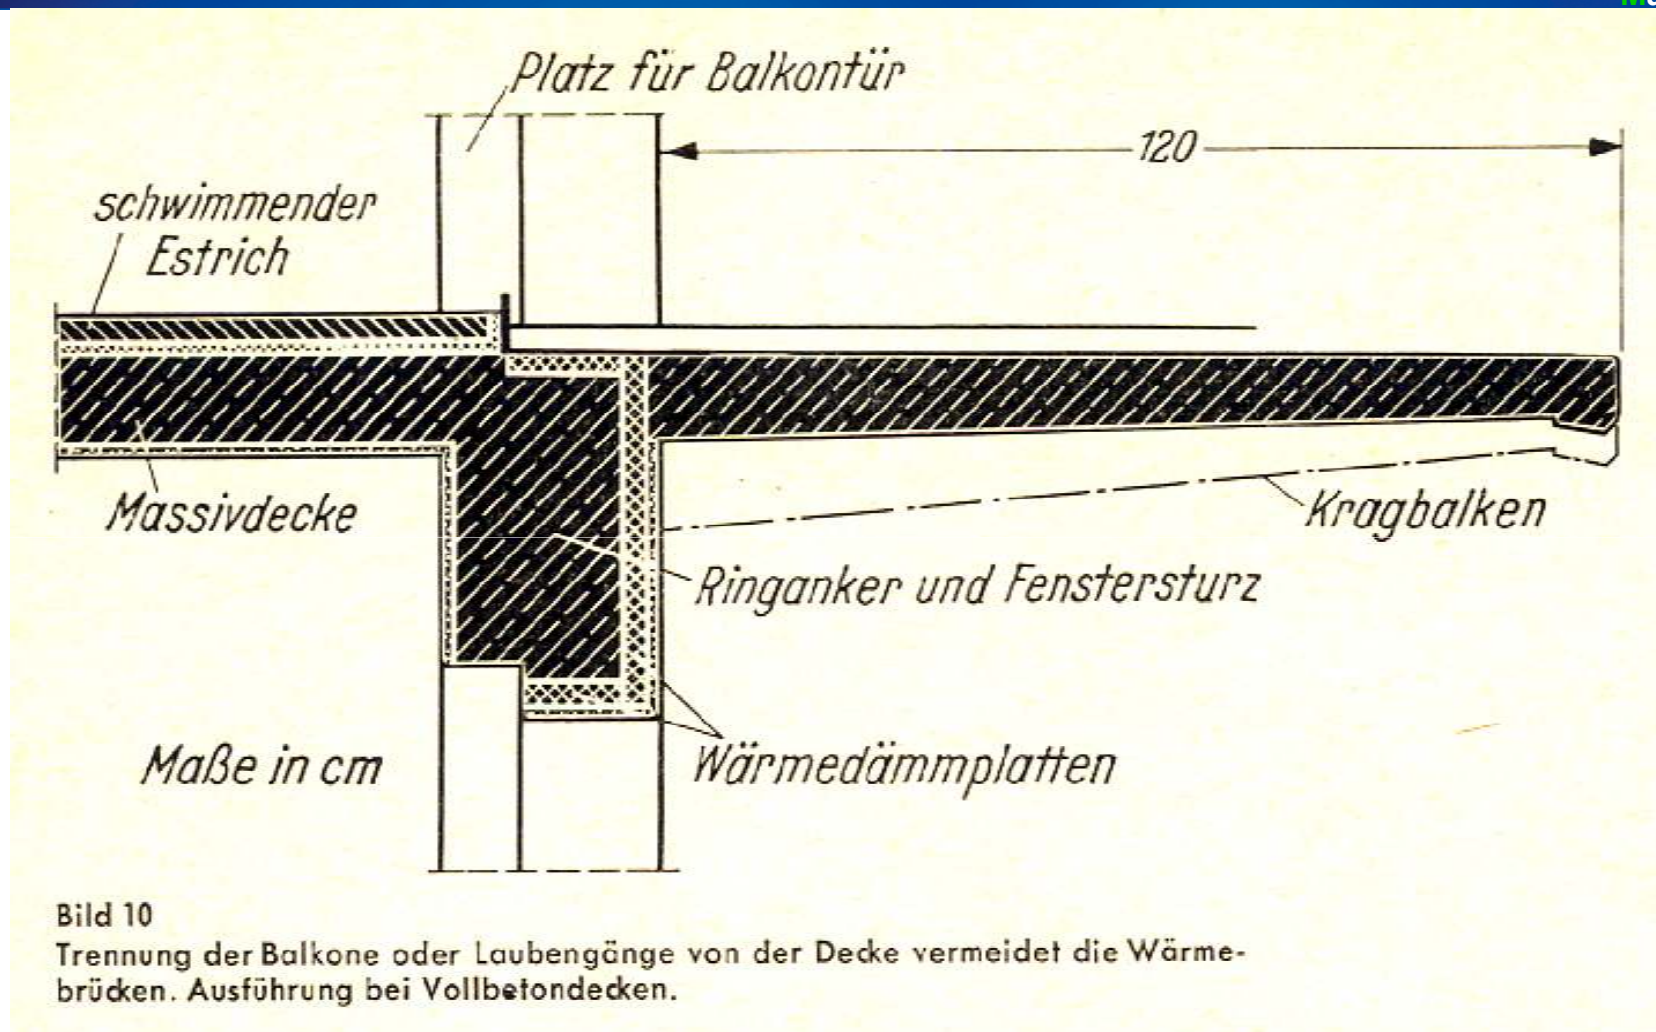 Platz für Balkontür
120
schwimmender
Estrich
Massivdecke
Kragbalken
Ringanker und Fenstersturz
Maße in cm
Wärmedämmplatten
Bild 10
Trennung der Balkone oder Laubengänge von der Decke vermeidet die Wärme-
brücken. Ausführung bei Vollbetondecken.